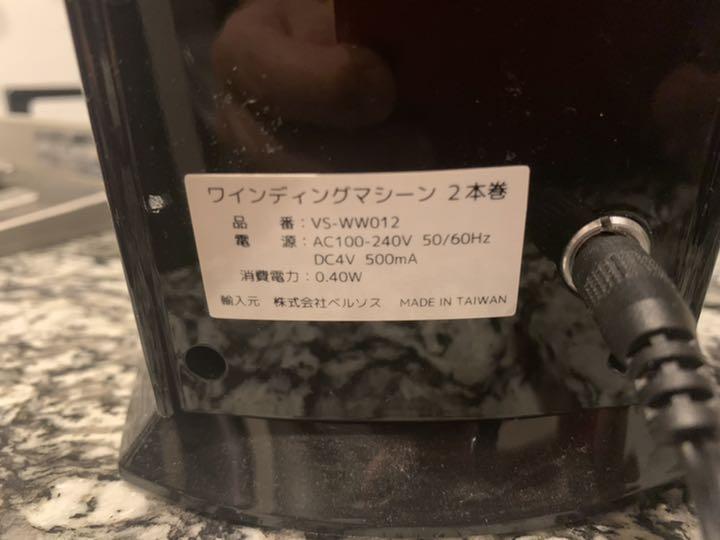 ワインディングマシーン 2本巻
品 番：VS-WW012
電 源：AC100-240V 50/60Hz
DC4V 500mA
消費電力：0.40W
輸入元 株式会社ベルソス MADE IN TAIWAN